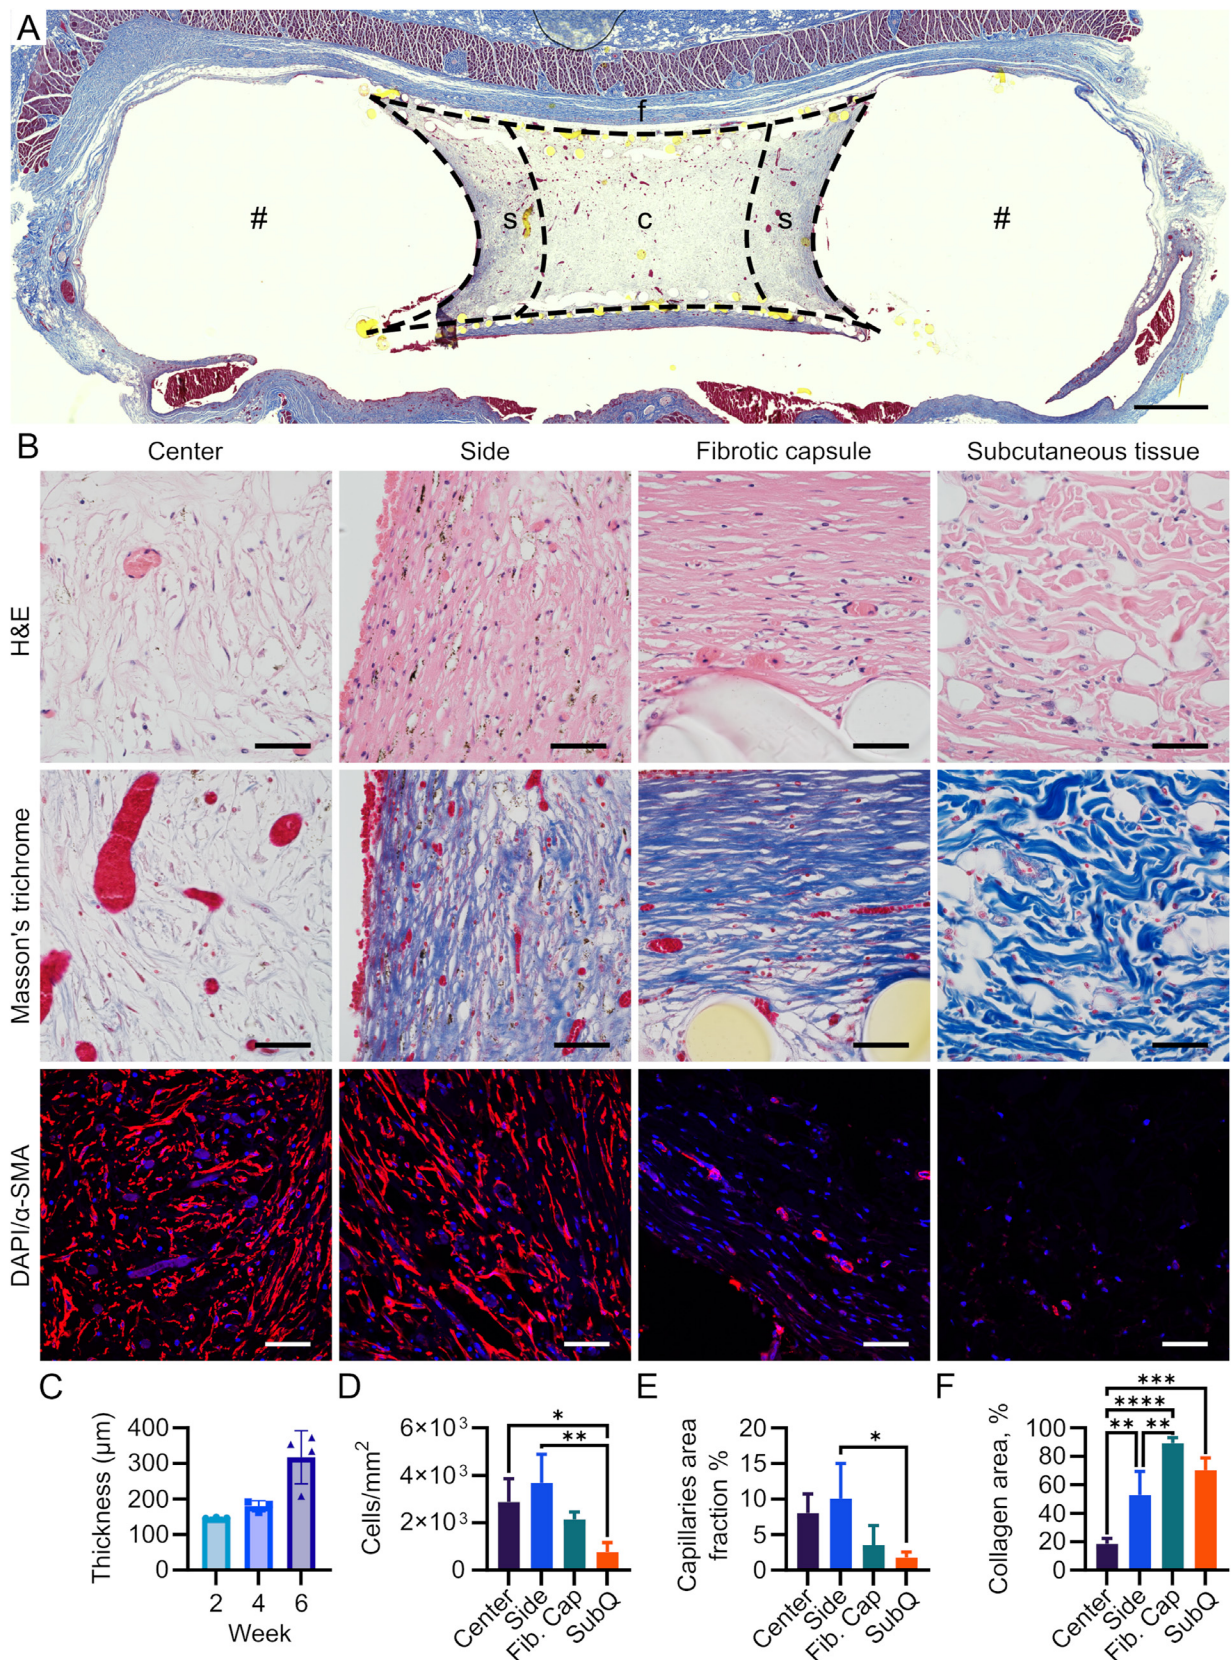 A
f
#
s
c
s
#
B
Center
Side
Fibrotic capsule
Subcutaneous tissue
H&E
Masson's trichrome
DAPI/α-SMA
C
Thickness (μm)
400
300
200
100
0
2
4
6
Week
D
Cells/mm²
6×10³
4×10³
2×10³
0
*
**
Center
Side
Fib. Cap
SubQ
E
Capillaries area
fraction %
20
15
10
5
0
*
Center
Side
Fib. Cap
SubQ
F
Collagen area, %
100
80
60
40
20
0
***
****
** **
Center
Side
Fib. Cap
SubQ